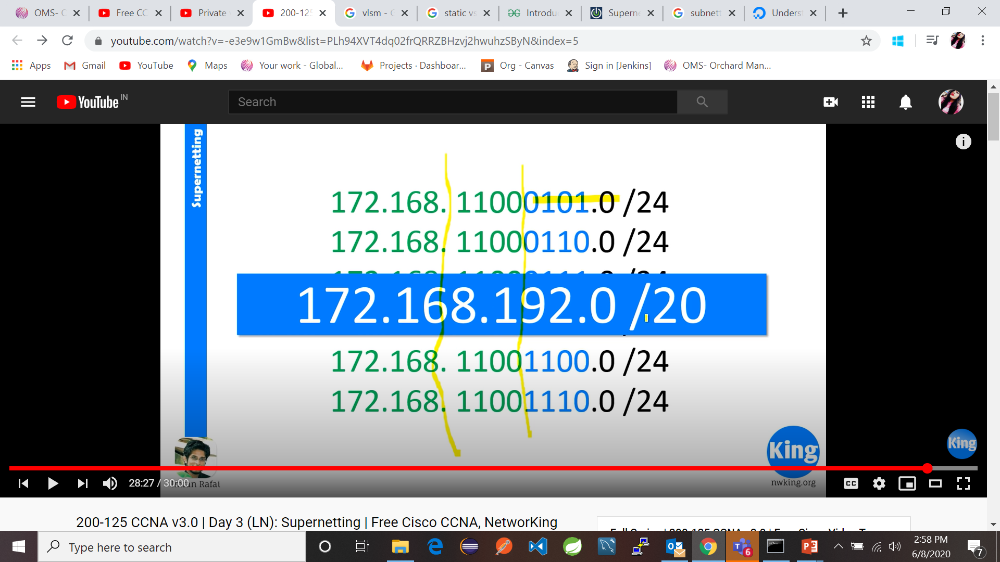 OMS- C
Free CC
Private
200-125
vlsm - G
static vs
Introdu
Superne
subnett
Underst
youtube.com/watch?v=-e3e9w1GmBw&list=PLh94XVT4dq02frQRRZBHzvj2hwuhzSByN&index=5
Apps
Gmail
YouTube
Maps
Your work - Global...
Projects · Dashboar...
Org - Canvas
Sign in [Jenkins]
OMS- Orchard Man...
YouTube IN
Search
Supernetting
172.168. 11000101.0 /24
172.168. 11000110.0 /24
172.168.192.0 /20
172.168. 11001100.0 /24
172.168. 11001110.0 /24
King
King
nwking.org
Rafai
28:27 / 30:00
CC
200-125 CCNA v3.0 | Day 3 (LN): Supernetting | Free Cisco CCNA, NetworKing
Type here to search
6
2:58 PM
6/8/2020
7